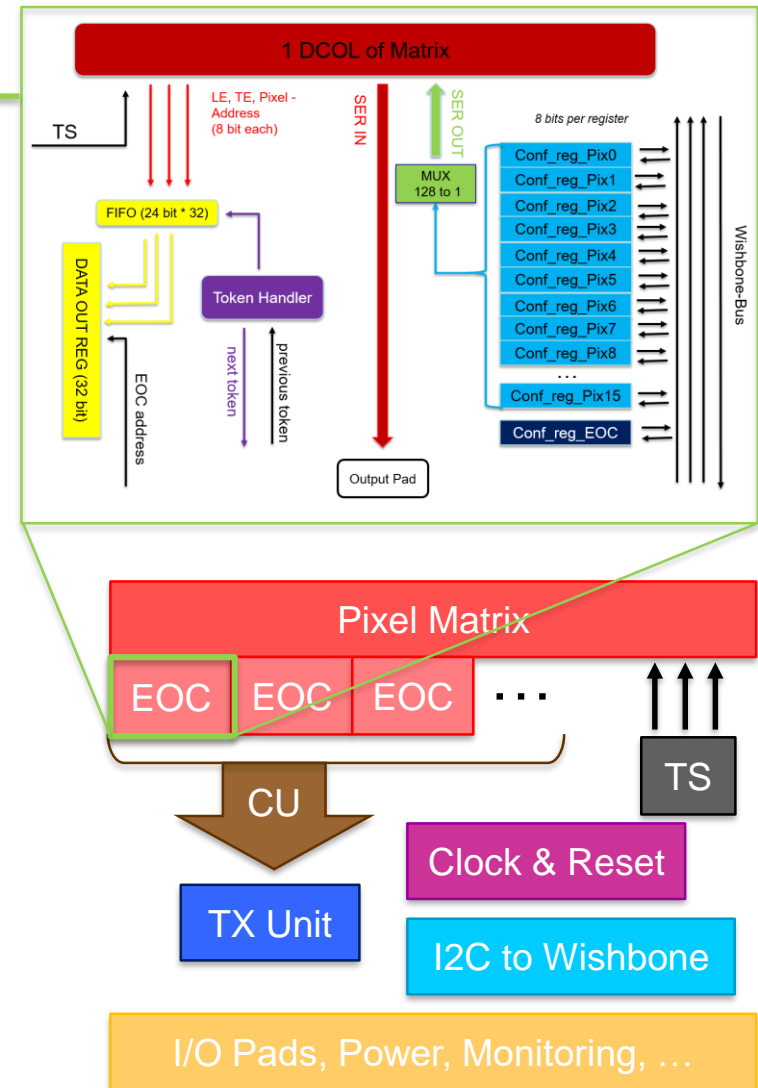 1 DCOL of Matrix
TS
LE, TE, Pixel -
Address
(8 bit each)
SER IN
SER OUT
8 bits per register
MUX
128 to 1
Conf_reg_Pix0
Conf_reg_Pix1
Conf_reg_Pix2
Conf_reg_Pix3
Conf_reg_Pix4
Conf_reg_Pix5
Conf_reg_Pix6
Conf_reg_Pix7
Conf_reg_Pix8
...
Conf_reg_Pix15
Conf_reg_EOC
Wishbone-Bus
FIFO (24 bit * 32)
DATA OUT REG (32 bit)
Token Handler
EOC address
next token
previous token
Output Pad
Pixel Matrix
EOC
EOC
EOC
...
TS
CU
Clock & Reset
TX Unit
I2C to Wishbone
I/O Pads, Power, Monitoring, ...